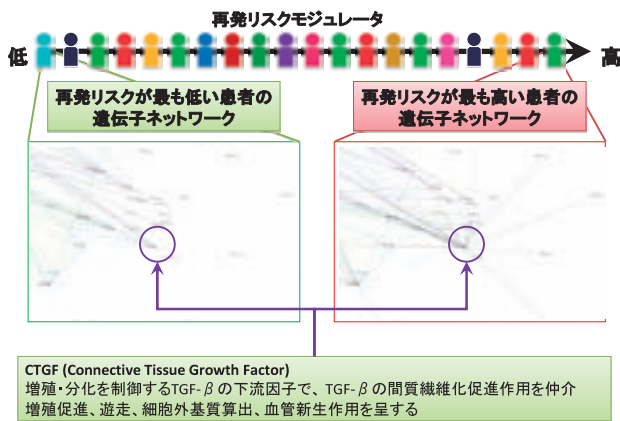 再発リスクモジュレータ
低
高
再発リスクが最も低い患者の
遺伝子ネットワーク
再発リスクが最も高い患者の
遺伝子ネットワーク
CTGF (Connective Tissue Growth Factor)
増殖・分化を制御するTGF-βの下流因子で、TGF-βの間質繊維化促進作用を仲介
増殖促進、遊走、細胞外基質算出、血管新生作用を呈する